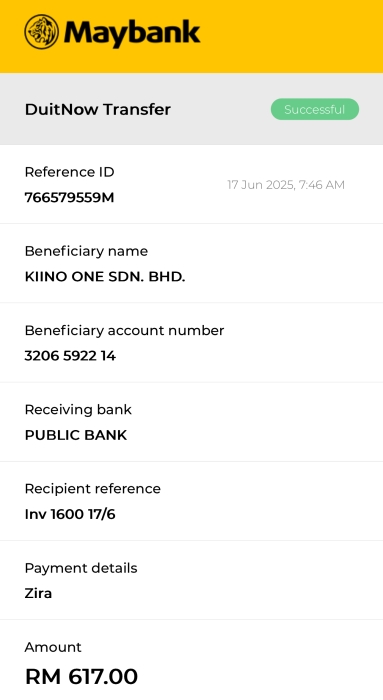 Maybank
DuitNow Transfer
Successful
Reference ID
17 Jun 2025, 7:46 AM
766579559M
Beneficiary name
KIINO ONE SDN. BHD.
Beneficiary account number
3206 5922 14
Receiving bank
PUBLIC BANK
Recipient reference
Inv 1600 17/6
Payment details
Zira
Amount
RM 617.00